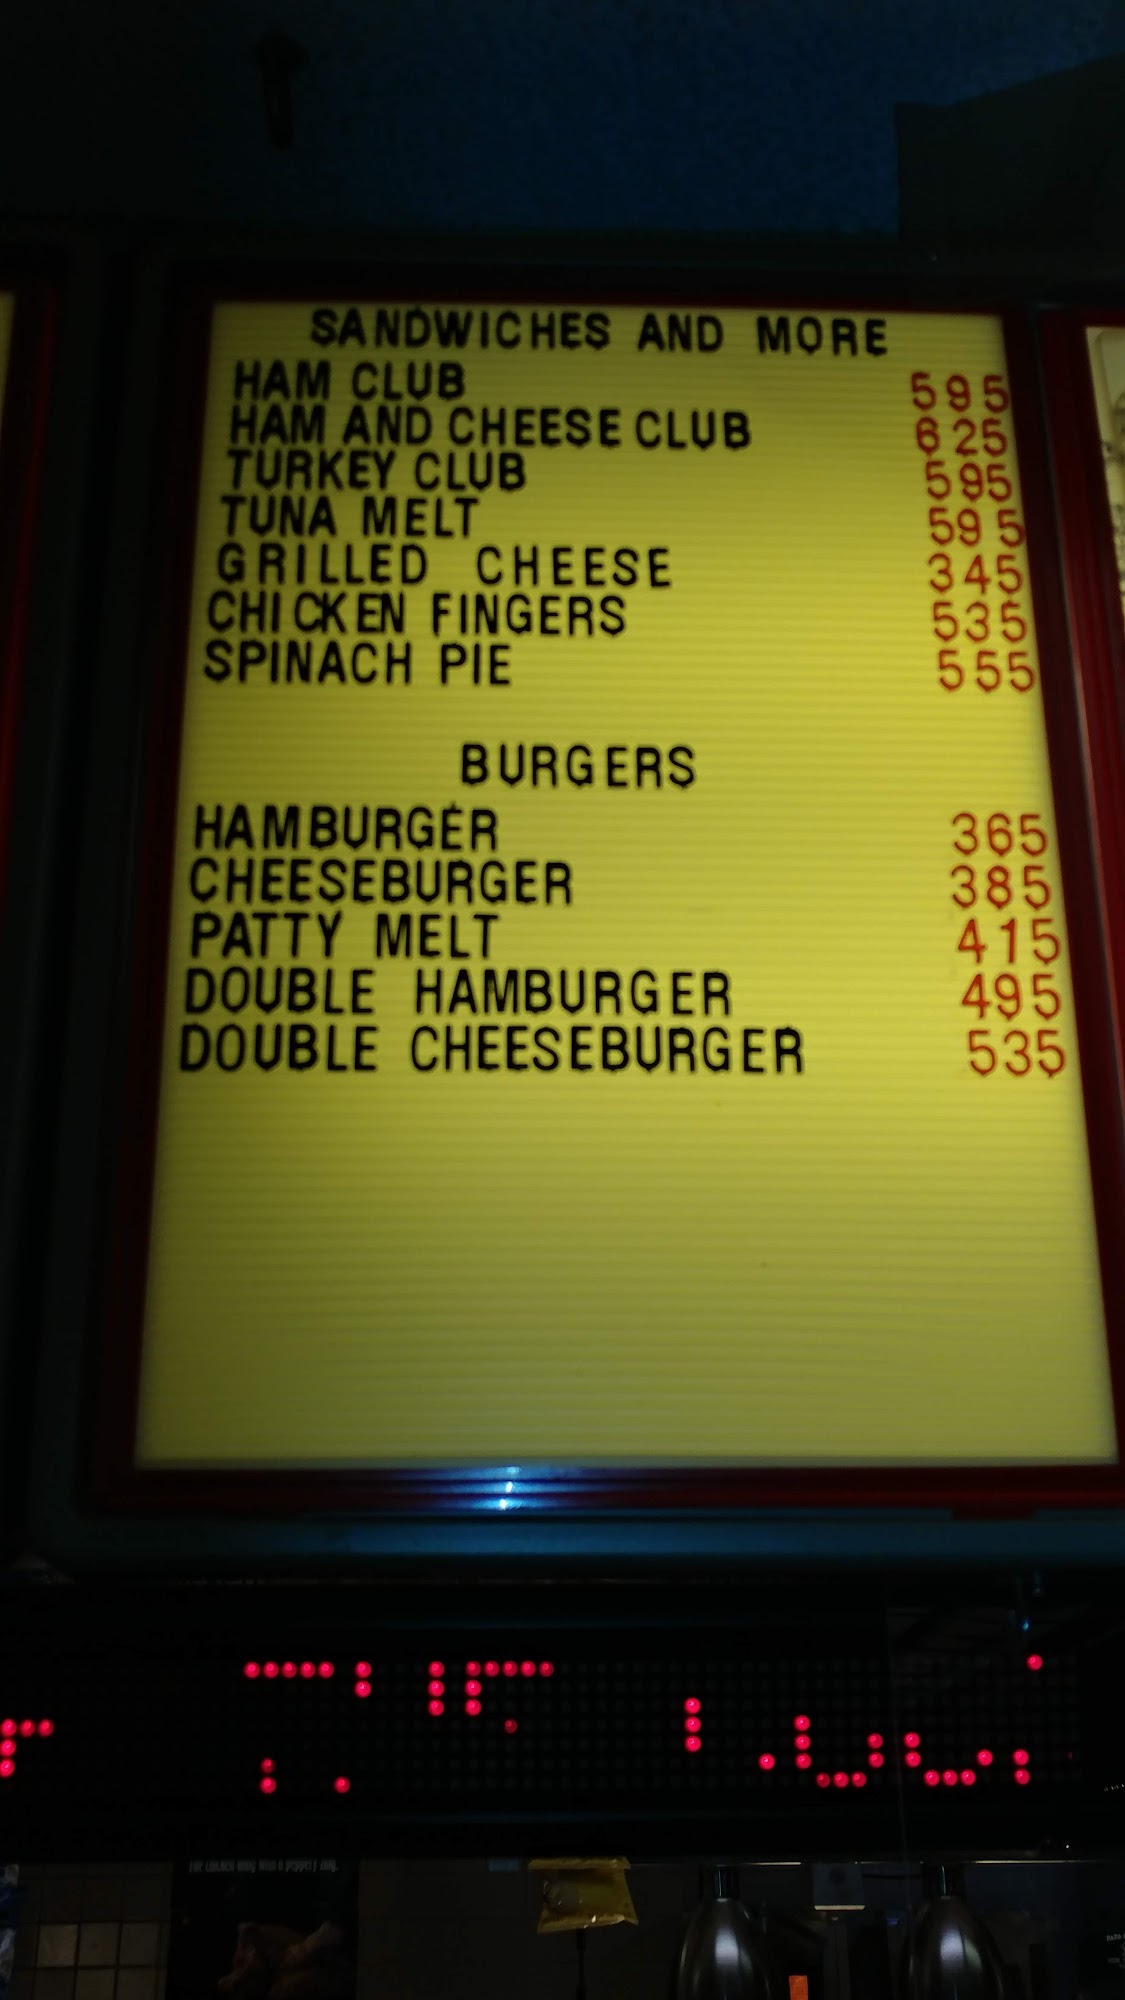 SANDWICHES AND MORE
HAM CLUB 595
HAM AND CHEESE CLUB 625
TURKEY CLUB 595
TUNA MELT 595
GRILLED CHEESE 345
CHICKEN FINGERS 535
SPINACH PIE 555
BURGERS
HAMBURGER 365
CHEESEBURGER 385
PATTY MELT 415
DOUBLE HAMBURGER 495
DOUBLE CHEESEBURGER 535